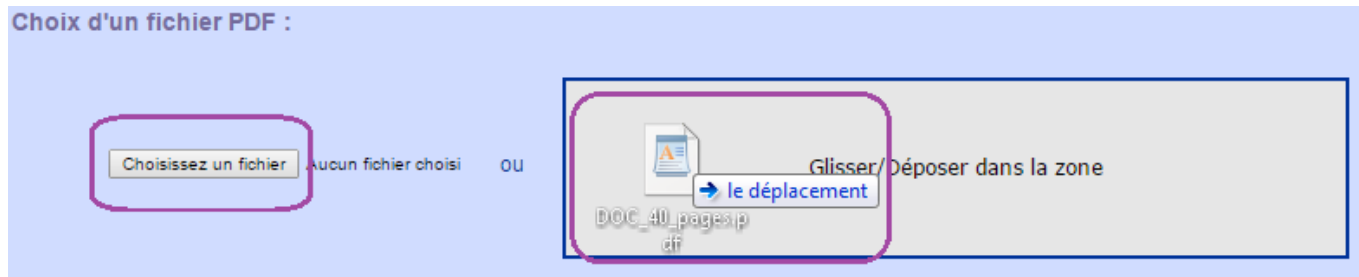 Choix d'un fichier PDF :
Choisissez un fichier Aucun fichier choisi ou Glisser/Déposer dans la zone
le déplacement
DOC_40_pages.p
df